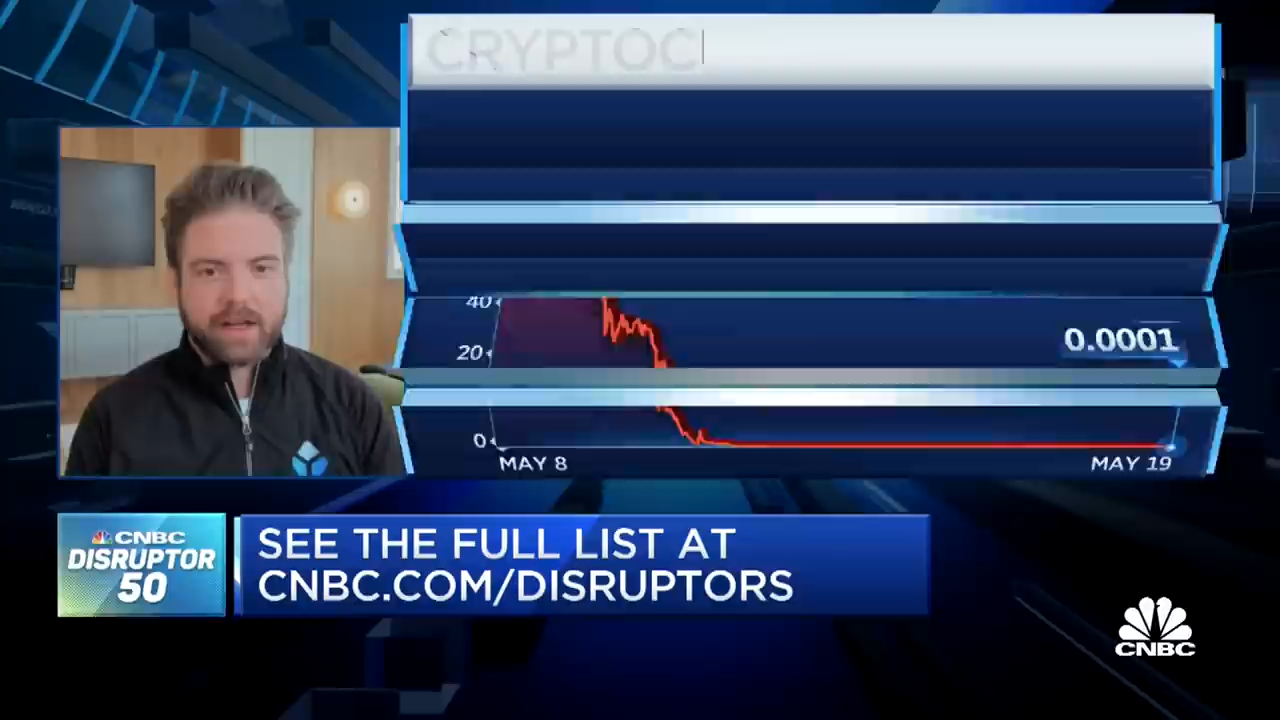 CRYPTOC
40
20
0.0001
0
MAY 8
MAY 19
CNBC
DISRUPTOR
50
SEE THE FULL LIST AT
CNBC.COM/DISRUPTORS
CNBC